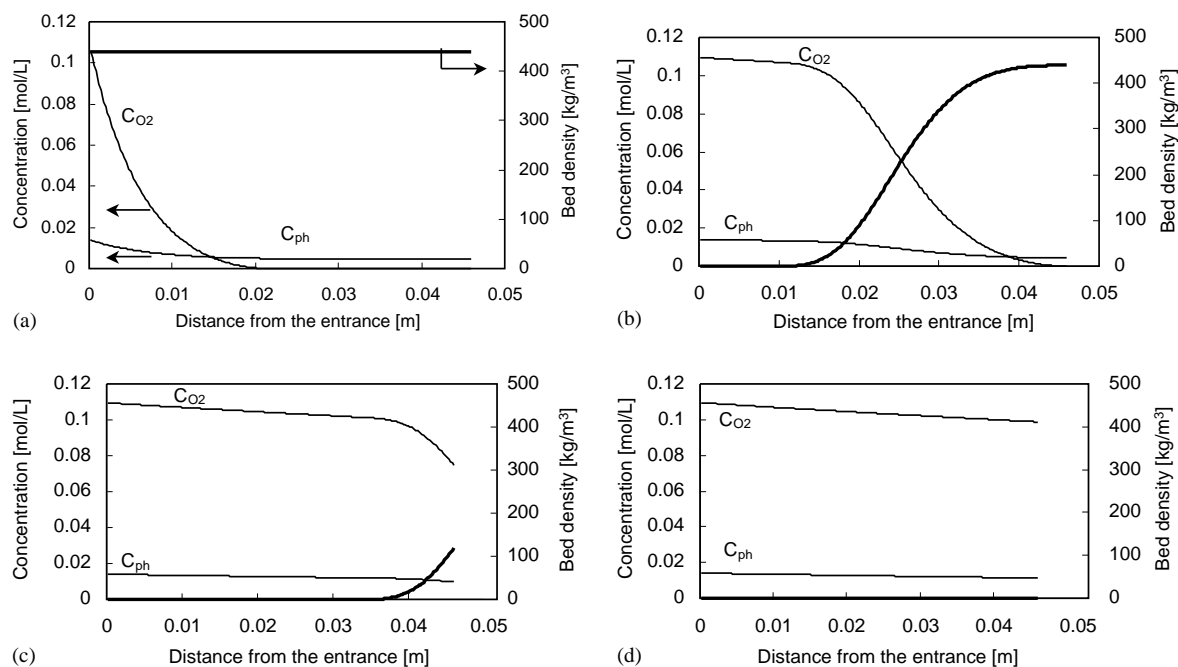 0.12
0.1
0.08
0.06
0.04
0.02
0
Concentration [mol/L]
500
400
300
200
100
0
Bed density [kg/m³]
C_O2
C_ph
0 0.01 0.02 0.03 0.04 0.05
(a) Distance from the entrance [m]
0.12
0.1
0.08
0.06
0.04
0.02
0
Concentration [mol/L]
500
400
300
200
100
0
Bed density [kg/m³]
C_O2
C_ph
0 0.01 0.02 0.03 0.04 0.05
(b) Distance from the entrance [m]
0.12
0.1
0.08
0.06
0.04
0.02
0
Concentration [mol/L]
500
400
300
200
100
0
Bed density [kg/m³]
C_O2
C_ph
0 0.01 0.02 0.03 0.04 0.05
(c) Distance from the entrance [m]
0.12
0.1
0.08
0.06
0.04
0.02
0
Concentration [mol/L]
500
400
300
200
100
0
Bed density [kg/m³]
C_O2
C_ph
0 0.01 0.02 0.03 0.04 0.05
(d) Distance from the entrance [m]